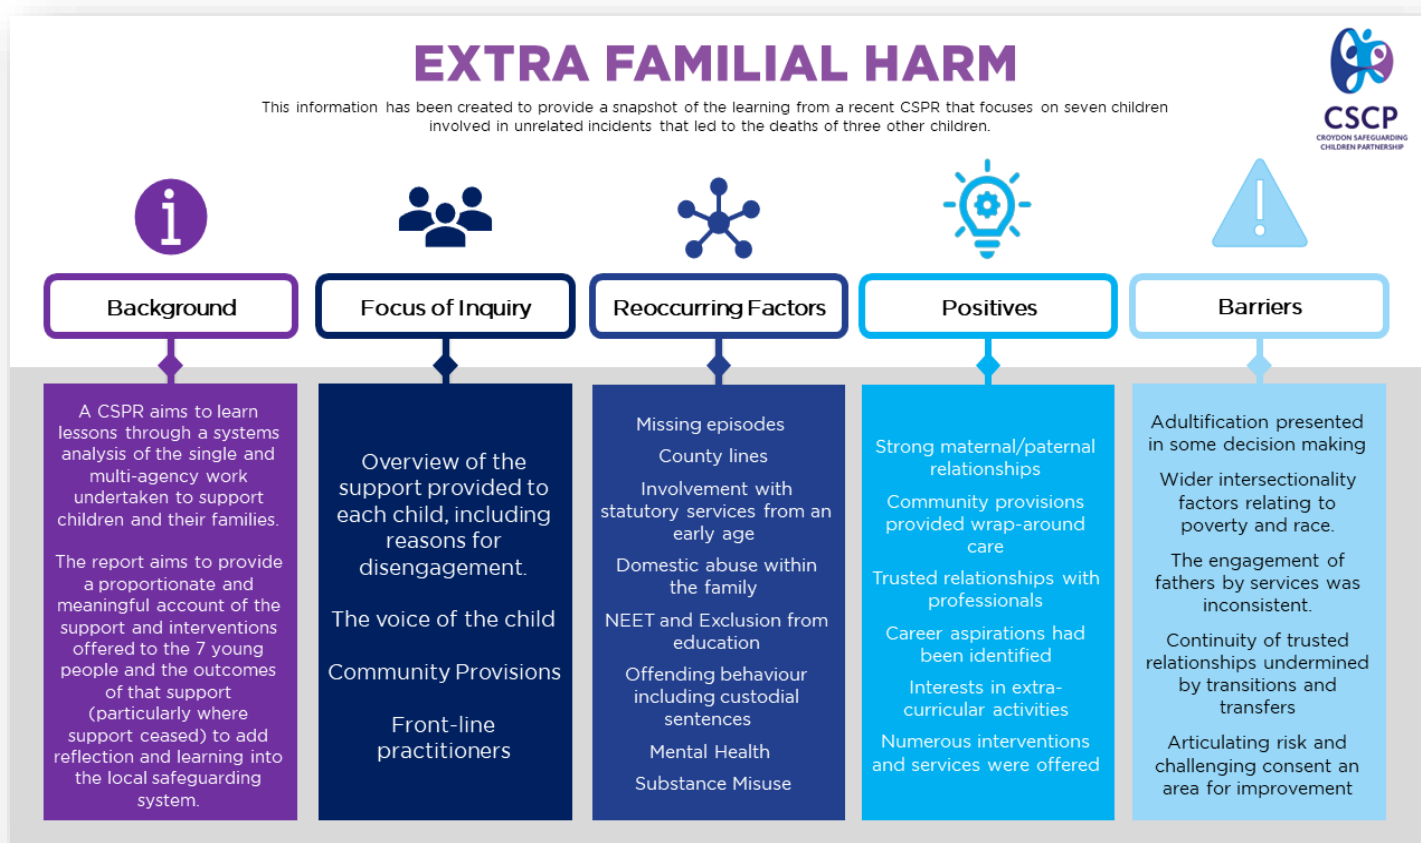 EXTRA FAMILIAL HARM
This information has been created to provide a snapshot of the learning from a recent CSPR that focuses on seven children
involved in unrelated incidents that led to the deaths of three other children.
CSCP
CROYDON SAFEGUARDING
CHILDREN PARTNERSHIP
Background
A CSPR aims to learn
lessons through a systems
analysis of the single and
multi-agency work
undertaken to support
children and their families.
The report aims to provide
a proportionate and
meaningful account of the
support and interventions
offered to the 7 young
people and the outcomes
of that support
(particularly where
support ceased) to add
reflection and learning into
the local safeguarding
system.
Focus of Inquiry
Overview of the
support provided to
each child, including
reasons for
disengagement.
The voice of the child
Community Provisions
Front-line
practitioners
Reoccurring Factors
Missing episodes
County lines
Involvement with
statutory services from an
early age
Domestic abuse within
the family
NEET and Exclusion from
education
Offending behaviour
including custodial
sentences
Mental Health
Substance Misuse
Positives
Strong maternal/paternal
relationships
Community provisions
provided wrap-around
care
Trusted relationships with
professionals
Career aspirations had
been identified
Interests in extra-
curricular activities
Numerous interventions
and services were offered
Barriers
Adultification presented
in some decision making
Wider intersectionality
factors relating to
poverty and race.
The engagement of
fathers by services was
inconsistent.
Continuity of trusted
relationships undermined
by transitions and
transfers
Articulating risk and
challenging consent an
area for improvement